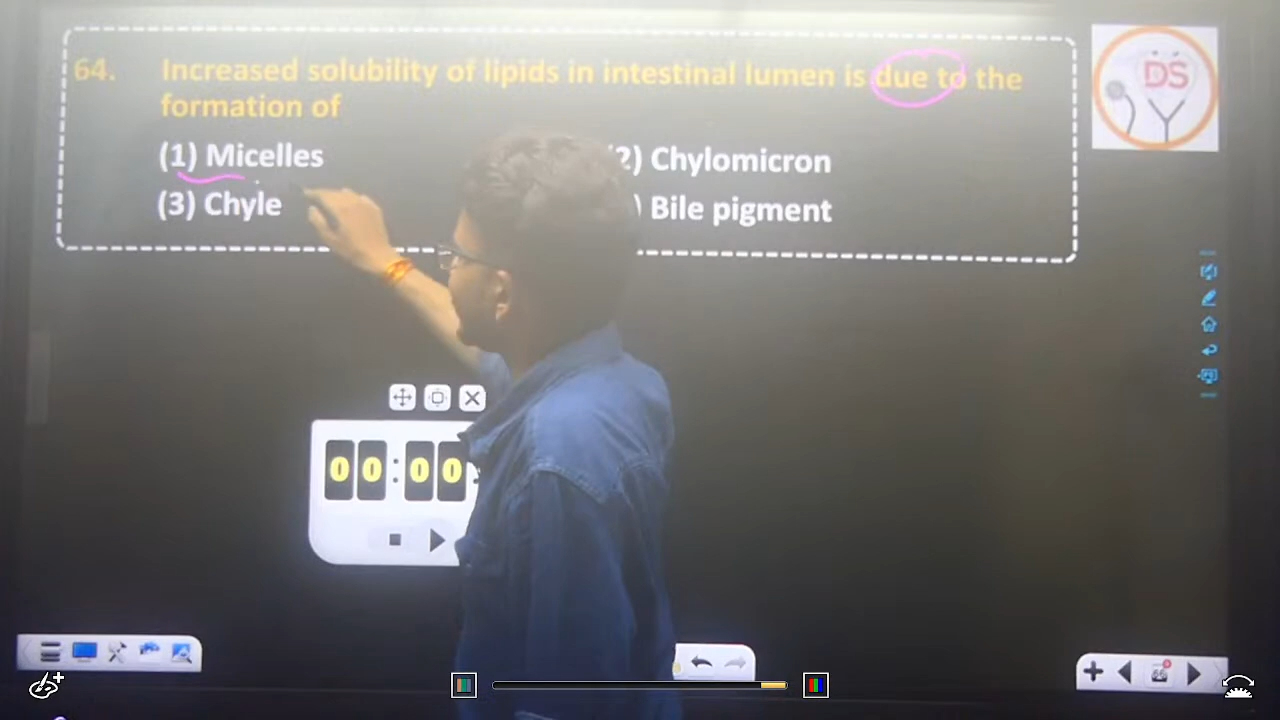 64. Increased solubility of lipids in intestinal lumen is due to the
formation of
(1) Micelles
2) Chylomicron
(3) Chyle
) Bile pigment
DS
00:00: